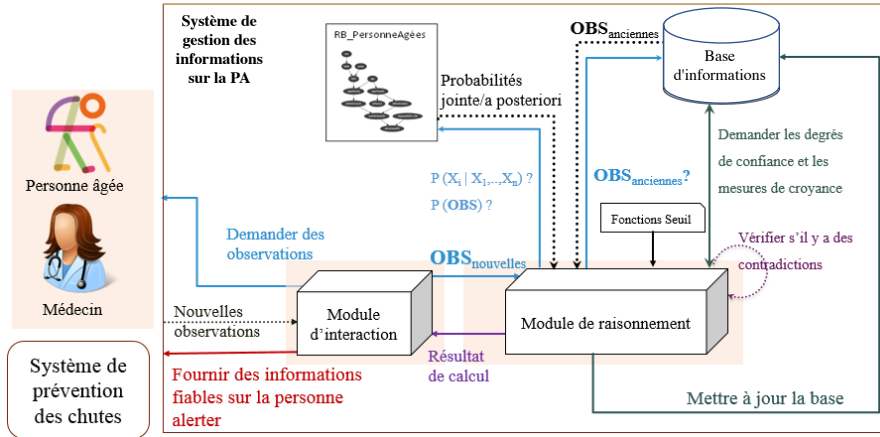 Système de
gestion des
informations
sur la PA
RB_PersonneAgées
Probabilités
jointe/a posteriori
OBSanciennes
Base
d'informations
Personne âgée
Médecin
Système de
prévention
des chutes
Demander des
observations
Nouvelles
observations
Fournir des informations
fiables sur la personne
alerter
Module
d'interaction
OBSnouvelles
Résultat
de calcul
P (Xi | X1,..,Xn) ?
P (OBS) ?
OBSanciennes?
Fonctions Seuil
Demander les degrés
de confiance et les
mesures de croyance
Vérifier s'il y a des
contradictions
Module de raisonnement
Mettre à jour la base